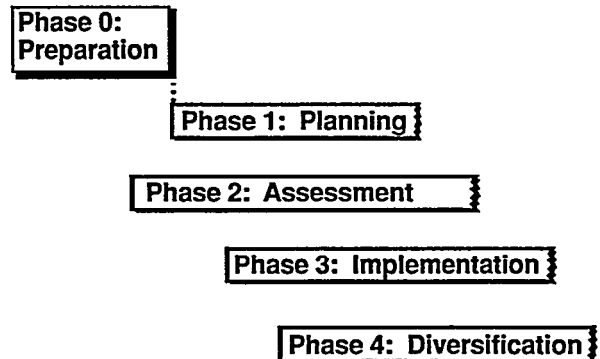 Phase 0:
Preparation
Phase 1: Planning
Phase 2: Assessment
Phase 3: Implementation
Phase 4: Diversification